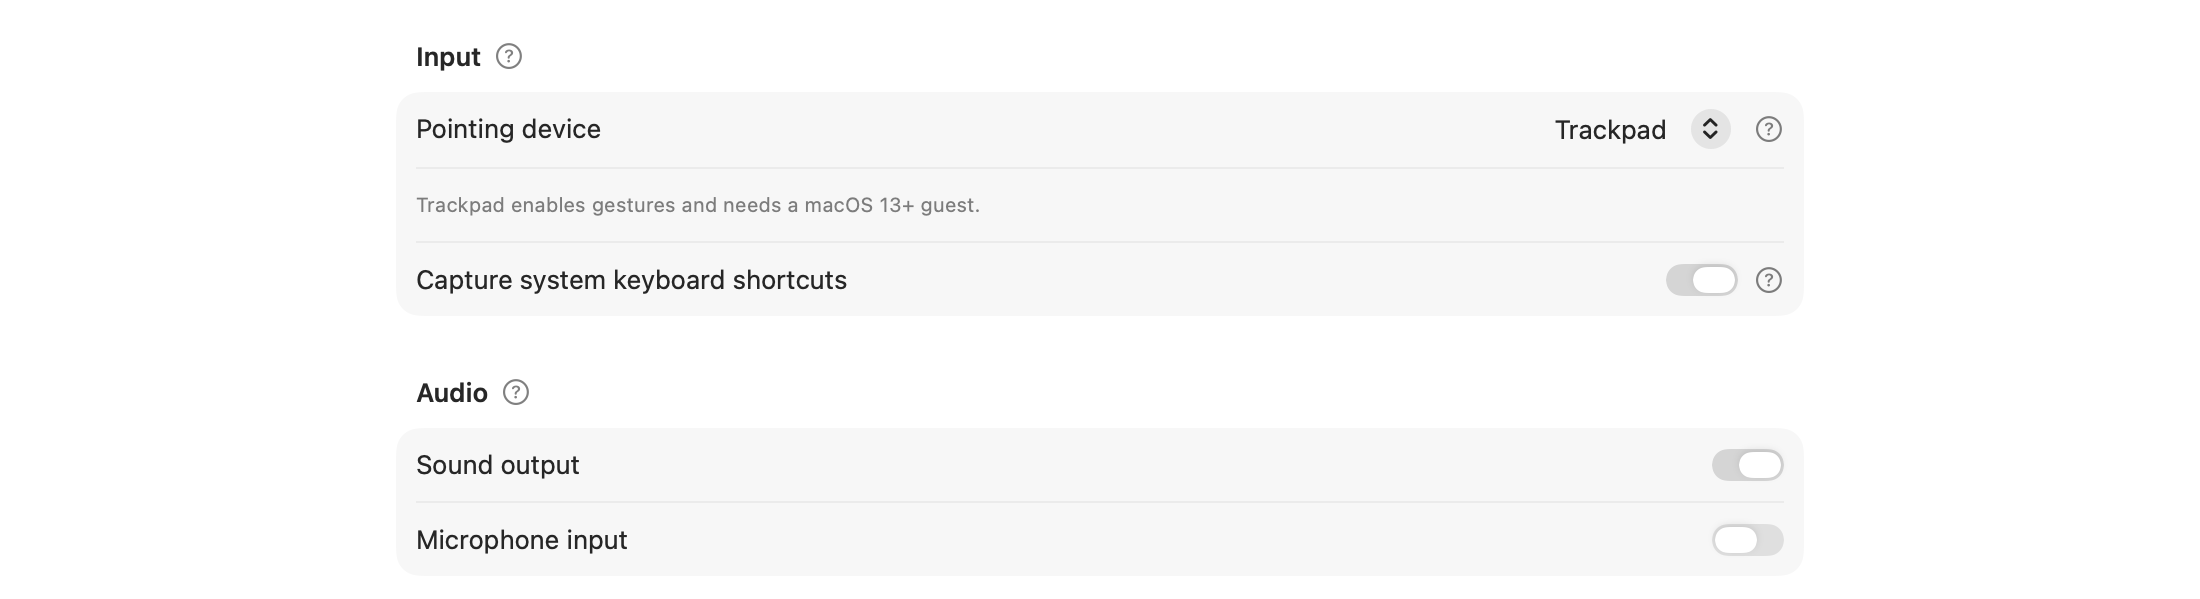 Input ?
Pointing device Trackpad ?
Trackpad enables gestures and needs a macOS 13+ guest.
Capture system keyboard shortcuts ?
Audio ?
Sound output
Microphone input